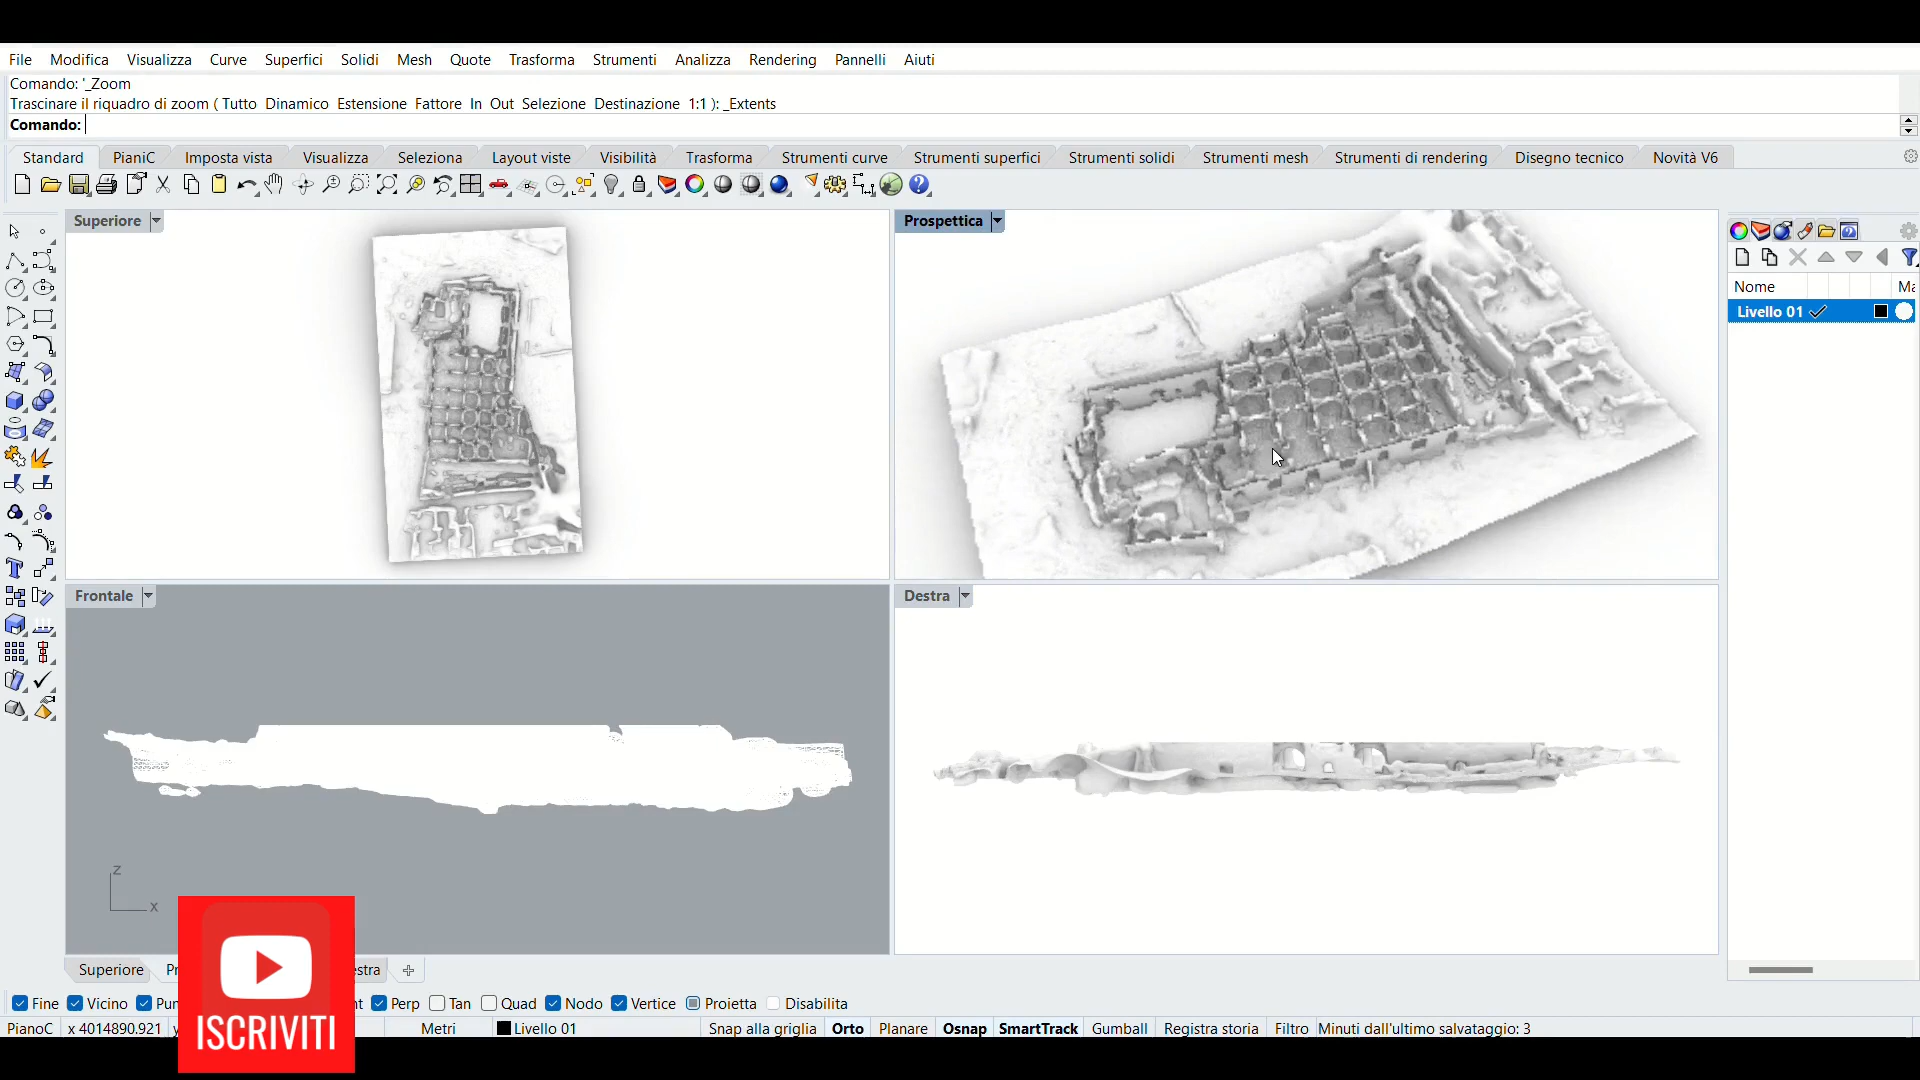 File Modifica Visualizza Curve Superfici Solidi Mesh Quote Trasforma Strumenti Analizza Rendering Pannelli Aiuti
Comando: '_Zoom
Trascinare il riquadro di zoom ( Tutto Dinamico Estensione Fattore In Out Selezione Destinazione 1:1 ): _Extents
Comando:
Standard PianiC Imposta vista Visualizza Seleziona Layout viste Visibilità Trasforma Strumenti curve Strumenti superfici Strumenti solidi Strumenti mesh Strumenti di rendering Disegno tecnico Novità V6
Superiore
Prospettica
Nome
Livello 01
Frontale
Destra
z
x
Superiore
Fine Vicino Perp Tan Quad Nodo Vertice Proietta Disabilita
PianoC x 4014890.921 Metri Livello 01 Snap alla griglia Orto Planare Osnap SmartTrack Gumball Registra storia Filtro Minuti dall'ultimo salvataggio: 3
ISCRIVITI